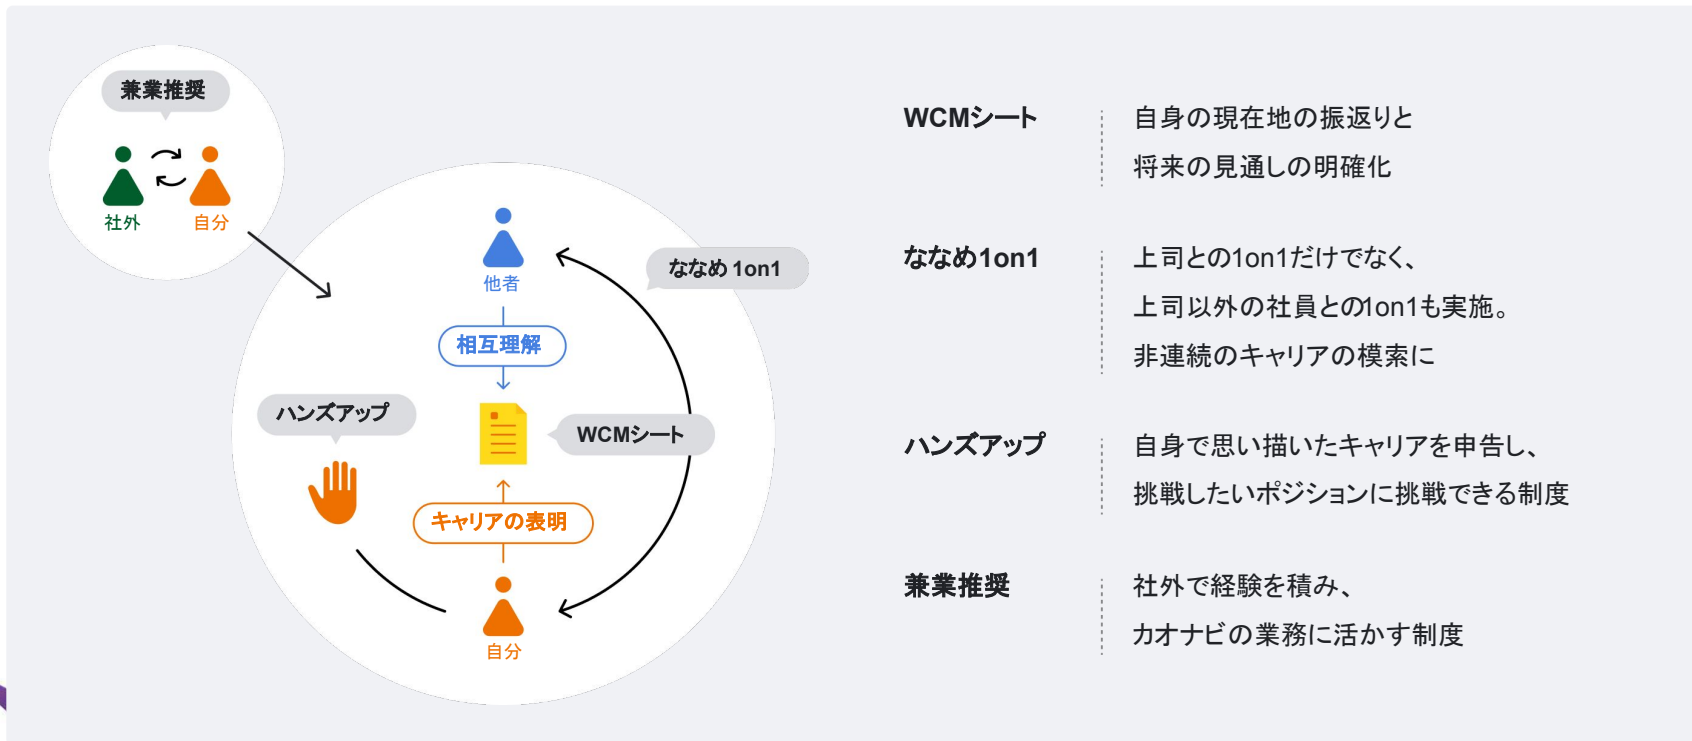 兼業推奨
社外
自分
他者
ななめ 1on1
相互理解
ハンズアップ
WCMシート
キャリアの表明
自分
WCMシート
自身の現在地の振返りと
将来の見通しの明確化
ななめ1on1
上司との1on1だけでなく、
上司以外の社員との1on1も実施。
非連続のキャリアの模索に
ハンズアップ
自身で思い描いたキャリアを申告し、
挑戦したいポジションに挑戦できる制度
兼業推奨
社外で経験を積み、
カオナビの業務に活かす制度